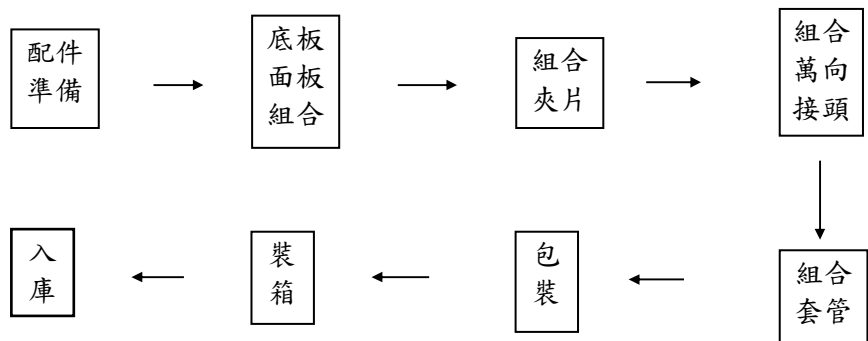 配件
準備
底板
面板
組合
組合
夾片
組合
萬向
接頭
組合
套管
包
裝
裝
箱
入
庫